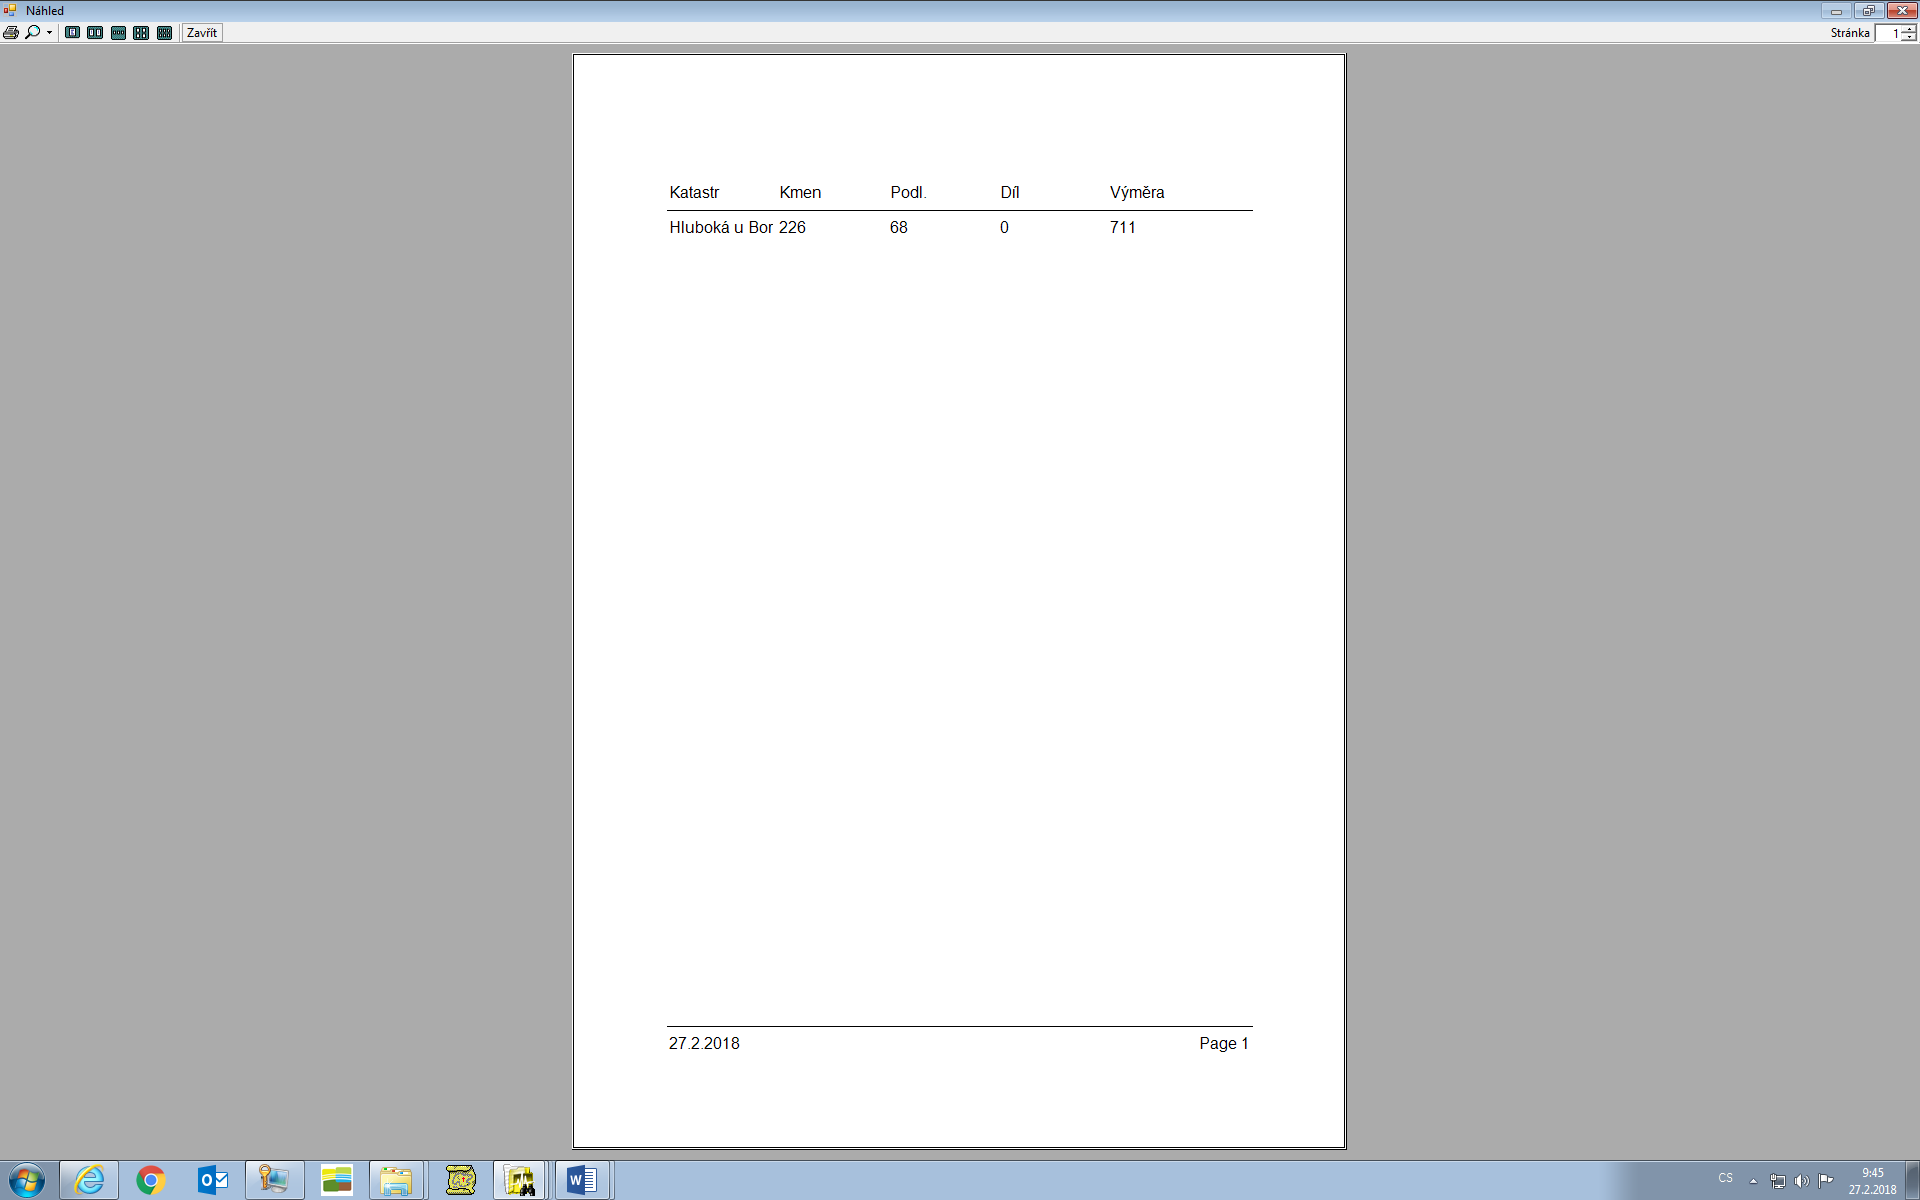 Náhled
Zavřít
Stránka 1
Katastr Kmen Podl. Díl Výměra
Hluboká u Bor 226 68 0 711
27.2.2018 Page 1
CS
9:45
27.2.2018